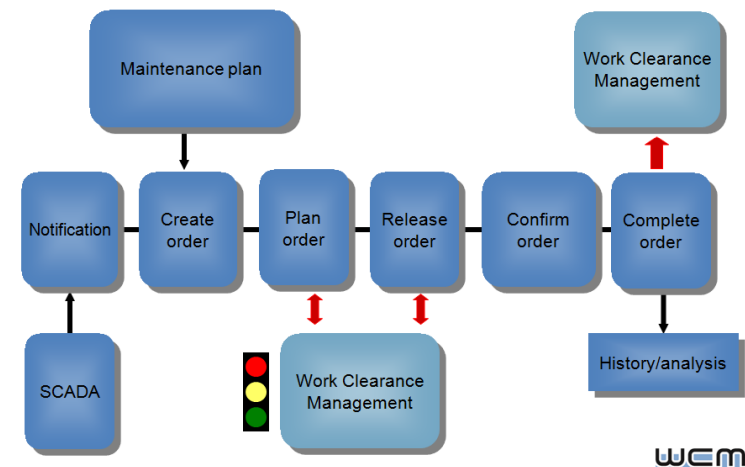 Maintenance plan
Work Clearance
Management
Notification
Create
order
Plan
order
Release
order
Confirm
order
Complete
order
SCADA
Work Clearance
Management
History/analysis
wcm